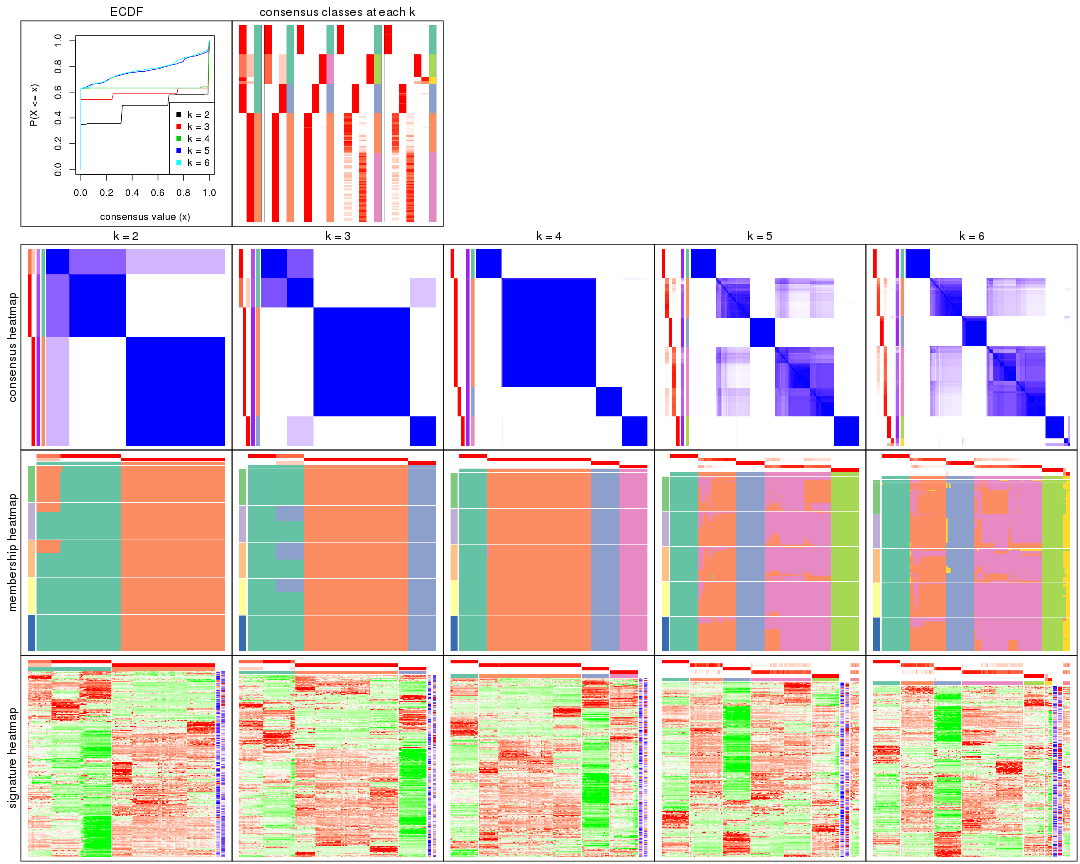 ECDF
consensus classes at each k
P(X <= x)
0.0 0.2 0.4 0.6 0.8 1.0
k = 2
k = 3
k = 4
k = 5
k = 6
0.0 0.2 0.4 0.6 0.8 1.0
consensus value (x)
k = 2 k = 3 k = 4 k = 5 k = 6
consensus heatmap
membership heatmap
signature heatmap